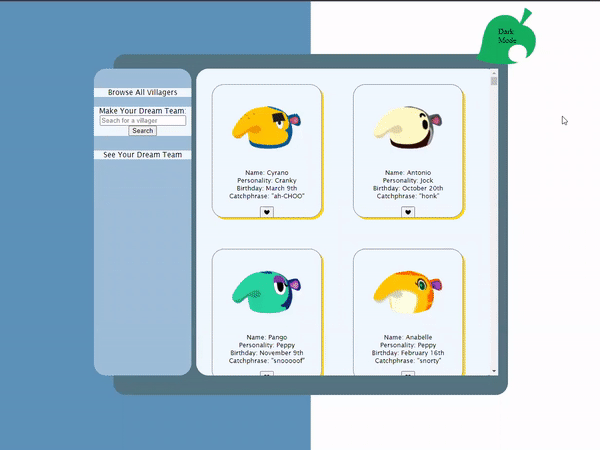 Dark
Mode
Browse All Villagers
Make Your Dream Team:
Seach for a villager
Search
See Your Dream Team
Name: Cyrano
Personality: Cranky
Birthday: March 9th
Catchphrase: "ah-CHOO"
Name: Antonio
Personality: Jock
Birthday: October 20th
Catchphrase: "honk"
Name: Pango
Personality: Peppy
Birthday: November 9th
Catchphrase: "snooooof"
Name: Anabelle
Personality: Peppy
Birthday: February 16th
Catchphrase: "snorty"